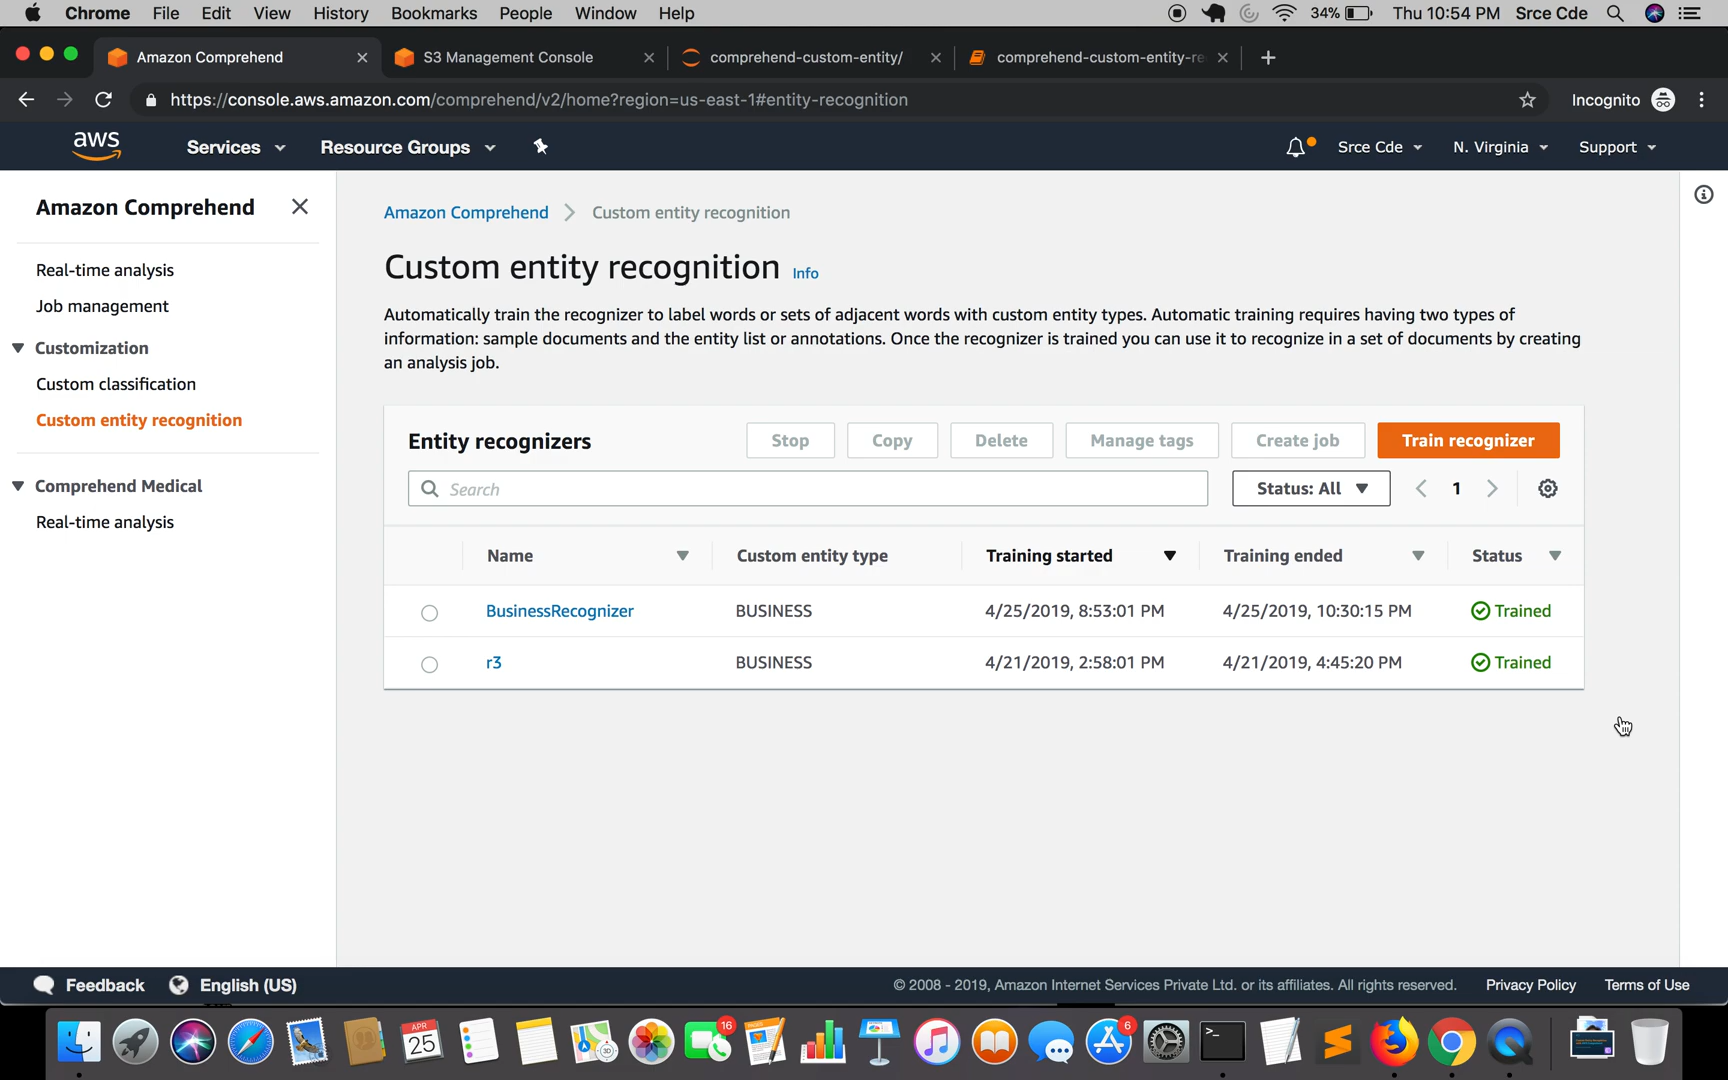 Chrome File Edit View History Bookmarks People Window Help 34% Thu 10:54 PM Srce Cde
Amazon Comprehend S3 Management Console comprehend-custom-entity/ comprehend-custom-entity-re
https://console.aws.amazon.com/comprehend/v2/home?region=us-east-1#entity-recognition Incognito
aws Services Resource Groups Srce Cde N. Virginia Support
Amazon Comprehend
Real-time analysis
Job management
Customization
Custom classification
Custom entity recognition
Comprehend Medical
Real-time analysis
Amazon Comprehend > Custom entity recognition
Custom entity recognition Info
Automatically train the recognizer to label words or sets of adjacent words with custom entity types. Automatic training requires having two types of
information: sample documents and the entity list or annotations. Once the recognizer is trained you can use it to recognize in a set of documents by creating
an analysis job.
Entity recognizers Stop Copy Delete Manage tags Create job Train recognizer
Search Status: All 1
Name Custom entity type Training started Training ended Status
BusinessRecognizer BUSINESS 4/25/2019, 8:53:01 PM 4/25/2019, 10:30:15 PM Trained
r3 BUSINESS 4/21/2019, 2:58:01 PM 4/21/2019, 4:45:20 PM Trained
Feedback English (US) © 2008 - 2019, Amazon Internet Services Private Ltd. or its affiliates. All rights reserved. Privacy Policy Terms of Use
APR
25
3D
16
6
>_